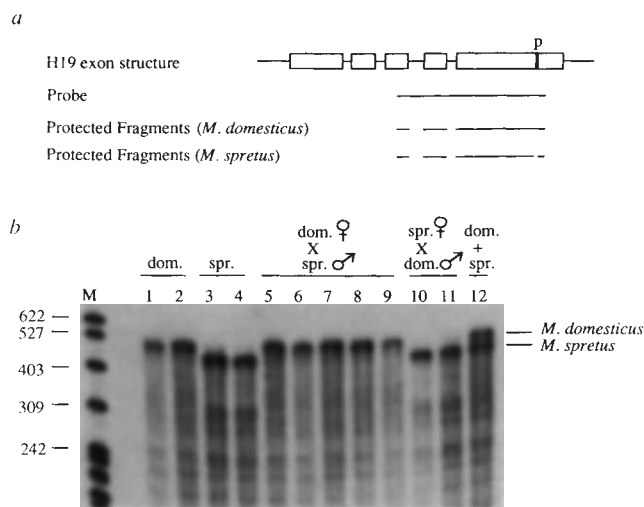 a
p
H19 exon structure
Probe
Protected Fragments (M. domesticus)
Protected Fragments (M. spretus)
b
dom. ♀ X spr. ♂
spr. ♀ X dom. ♂
dom. + spr.
dom.
spr.
M 1 2 3 4 5 6 7 8 9 10 11 12
622
527
403
309
242
M. domesticus
M. spretus